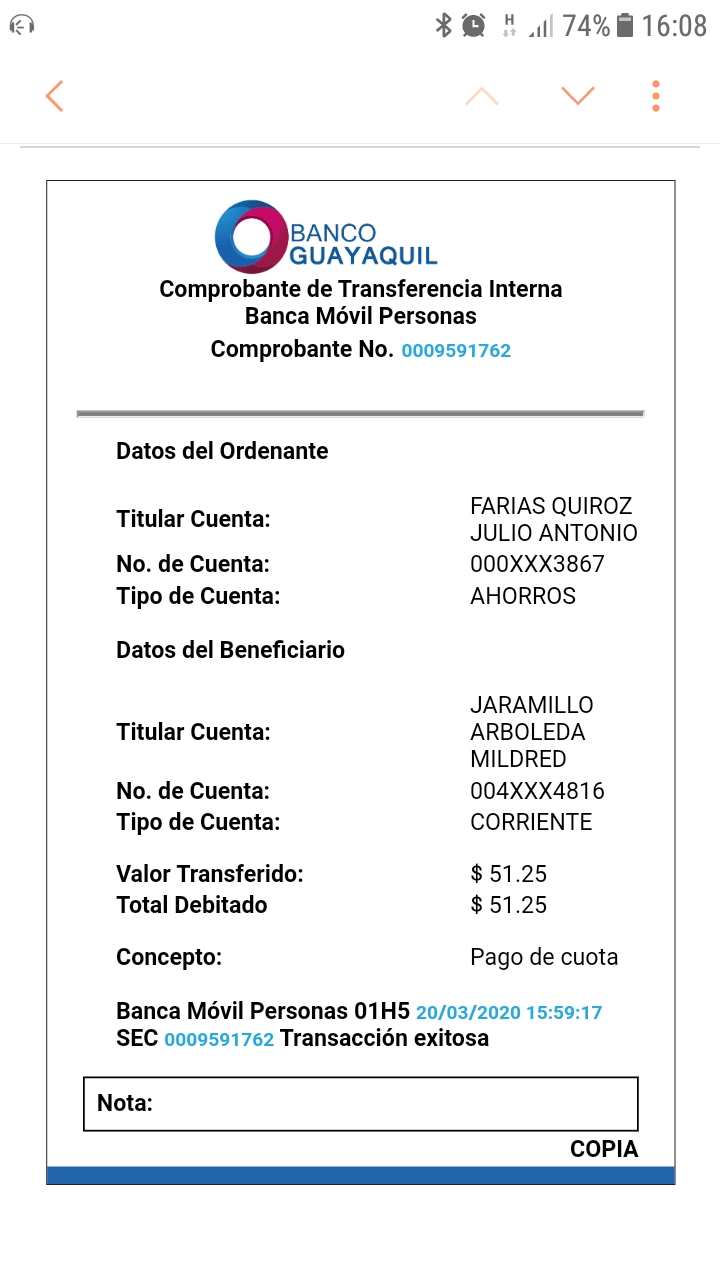 H 74% 16:08
BANCO
GUAYAQUIL
Comprobante de Transferencia Interna
Banca Móvil Personas
Comprobante No. 0009591762
Datos del Ordenante
Titular Cuenta: FARIAS QUIROZ
JULIO ANTONIO
No. de Cuenta: 000XXX3867
Tipo de Cuenta: AHORROS
Datos del Beneficiario
Titular Cuenta: JARAMILLO
ARBOLEDA
MILDRED
No. de Cuenta: 004XXX4816
Tipo de Cuenta: CORRIENTE
Valor Transferido: $ 51.25
Total Debitado $ 51.25
Concepto: Pago de cuota
Banca Móvil Personas 01H5 20/03/2020 15:59:17
SEC 0009591762 Transacción exitosa
Nota:
COPIA